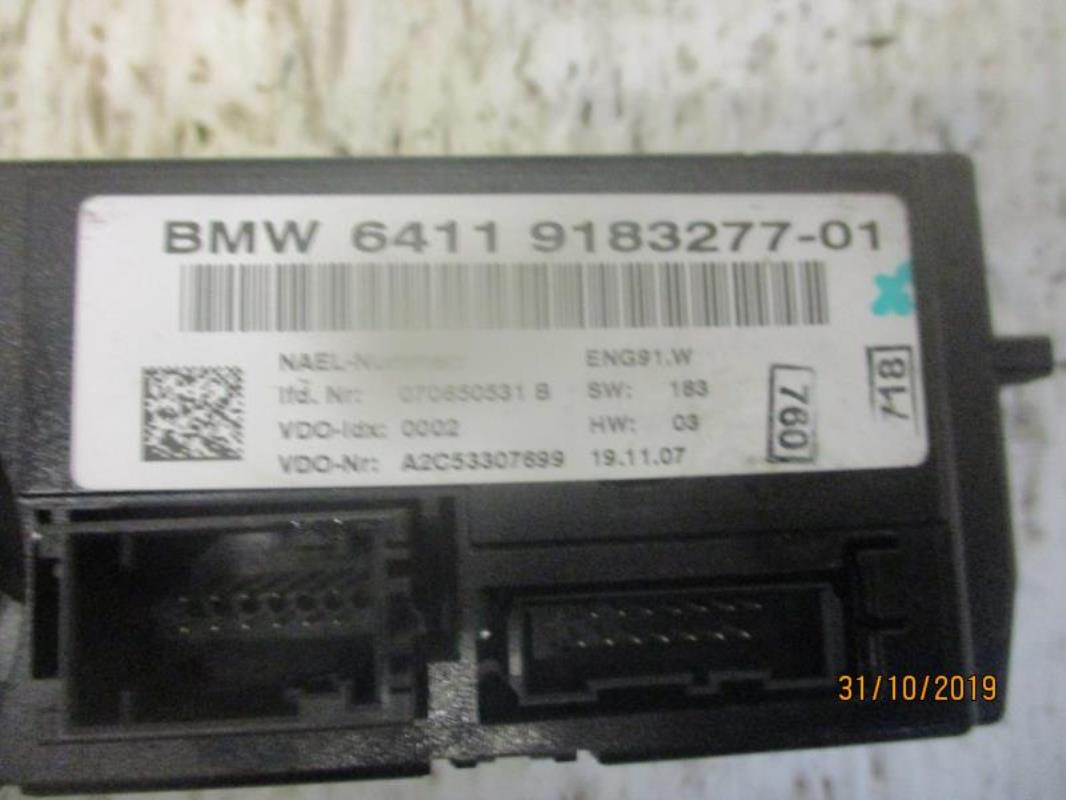 BMW 6411 9183277-01
NAEL-Nummer: ENG91.W
lfd. Nr: 070650531 B SW: 183
VDO-Idx: 0002 HW: 03
VDO-Nr: A2C53307699 19.11.07
760
718
31/10/2019